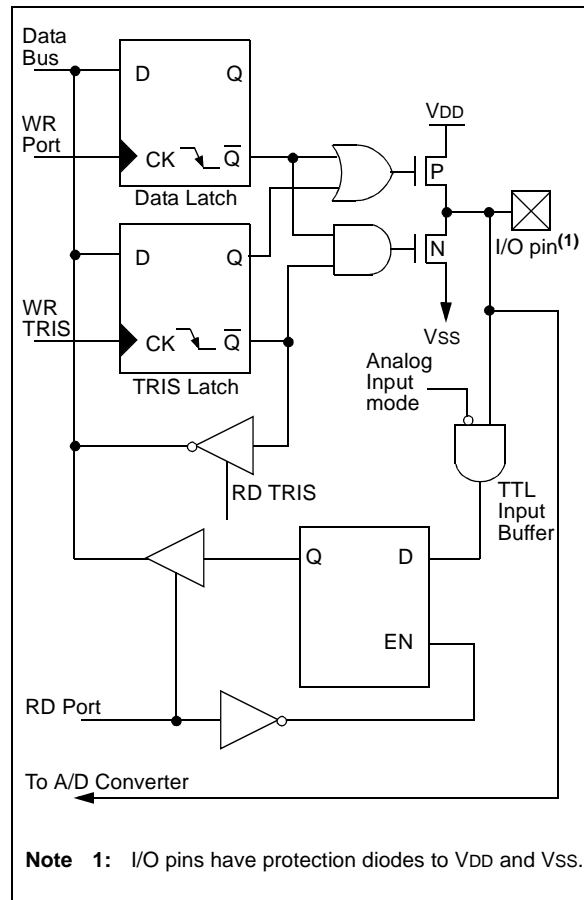 Data
Bus
D Q
WR
Port
CK Q
Data Latch
VDD
P
I/O pin(1)
D Q
N
WR
TRIS
CK Q
TRIS Latch
VSS
Analog
Input
mode
RD TRIS
TTL
Input
Buffer
Q D
EN
RD Port
To A/D Converter
Note 1: I/O pins have protection diodes to VDD and VSS.